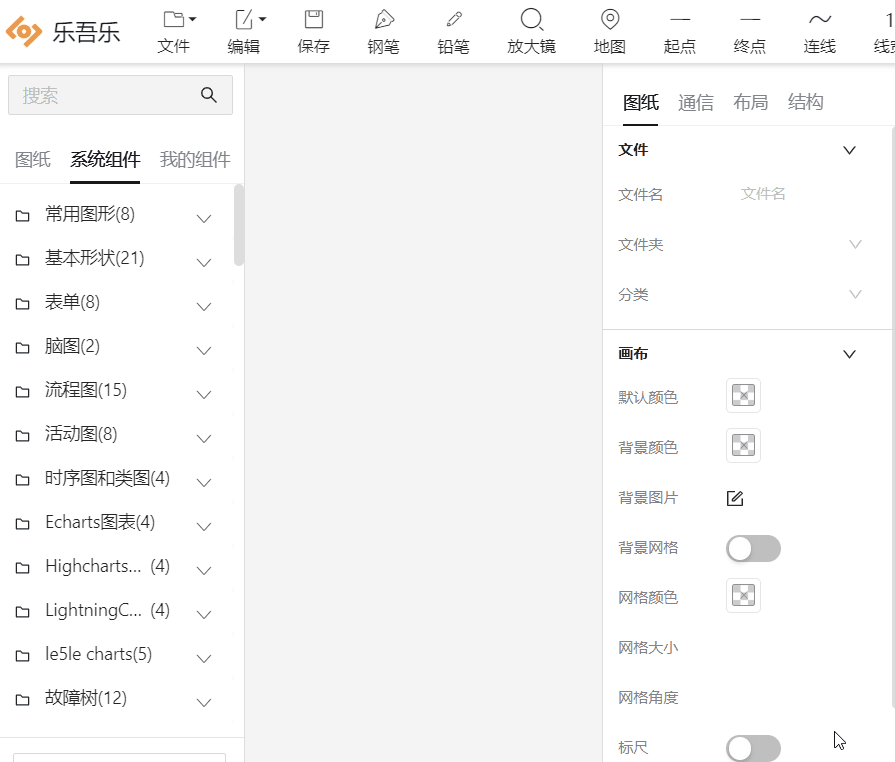 乐吾乐
文件 编辑 保存 钢笔 铅笔 放大镜 地图 起点 终点 连线
搜索
图纸 系统组件 我的组件
常用图形(8)
基本形状(21)
表单(8)
脑图(2)
流程图(15)
活动图(8)
时序图和类图(4)
Echarts图表(4)
Highcharts... (4)
LightningC... (4)
le5le charts(5)
故障树(12)
图纸 通信 布局 结构
文件
文件名 文件名
文件夹
分类
画布
默认颜色
背景颜色
背景图片
背景网格
网格颜色
网格大小
网格角度
标尺